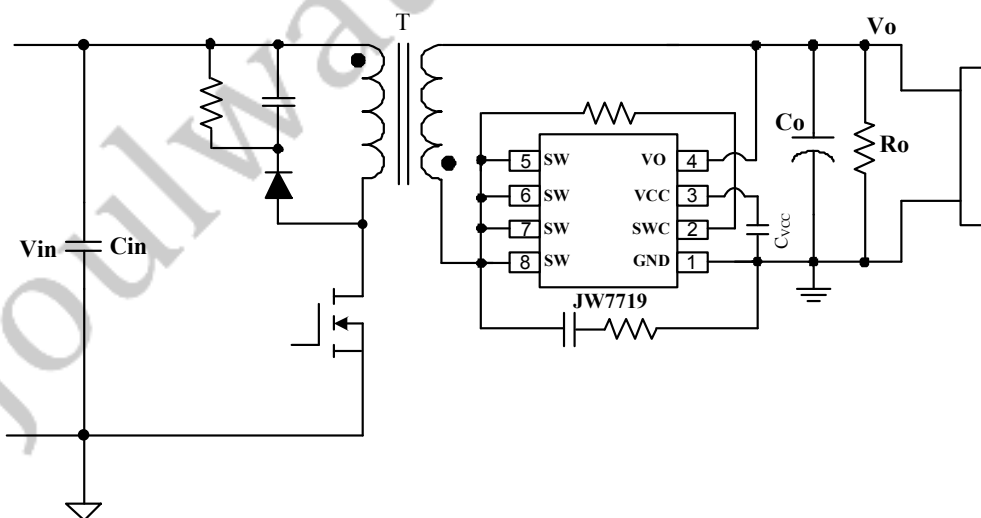 T
Vo
Vin
Cin
5 SW
6 SW
7 SW
8 SW
VO 4
VCC 3
SWC 2
GND 1
JW7719
CVCC
Co
Ro